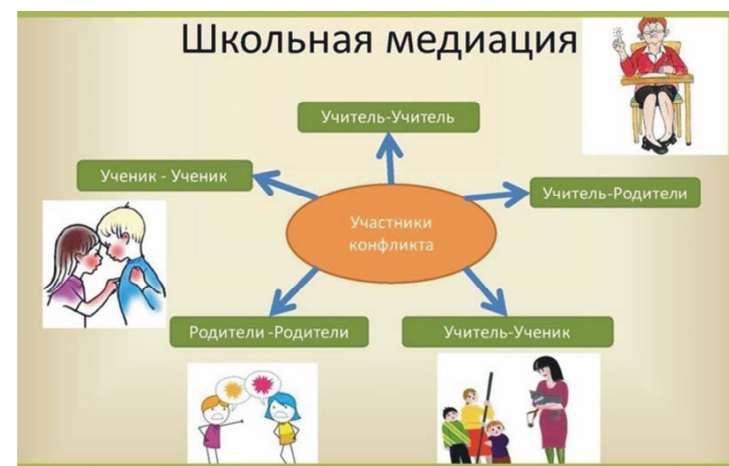 Школьная медиация
Учитель-Учитель
Ученик - Ученик
Учитель-Родители
Участники
конфликта
Родители -Родители
Учитель-Ученик